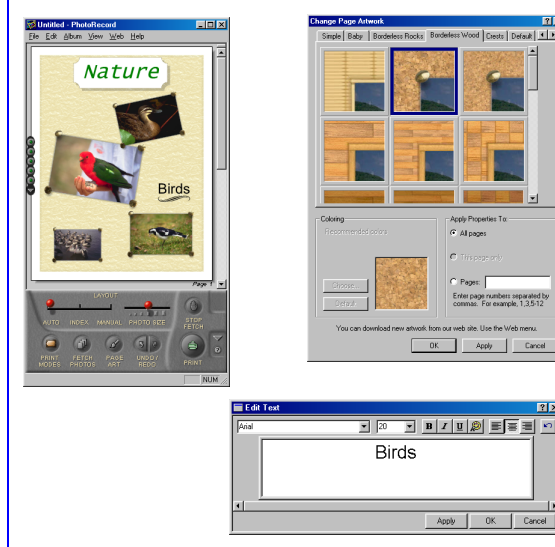 Untitled - PhotoRecord
File Edit Album View Web Help
Nature
Birds
Page 1
LAYOUT
AUTO INDEX MANUAL PHOTO SIZE
STOP
FETCH
PRINT
MODES
FETCH
PHOTOS
PAGE
ART
UNDO/
REDO
PRINT
NUM
Change Page Artwork
Simple Baby Borderless Rocks Borderless Wood Crests Default
Coloring
Recommended colors:
Choose...
Default
Apply Properties To:
All pages
This page only
Pages:
Enter page numbers separated by
commas. For example, 1,3,5-12
You can download new artwork from our web site. Use the Web menu.
OK Apply Cancel
Edit Text
Arial 20 B I U
Birds
Apply OK Cancel